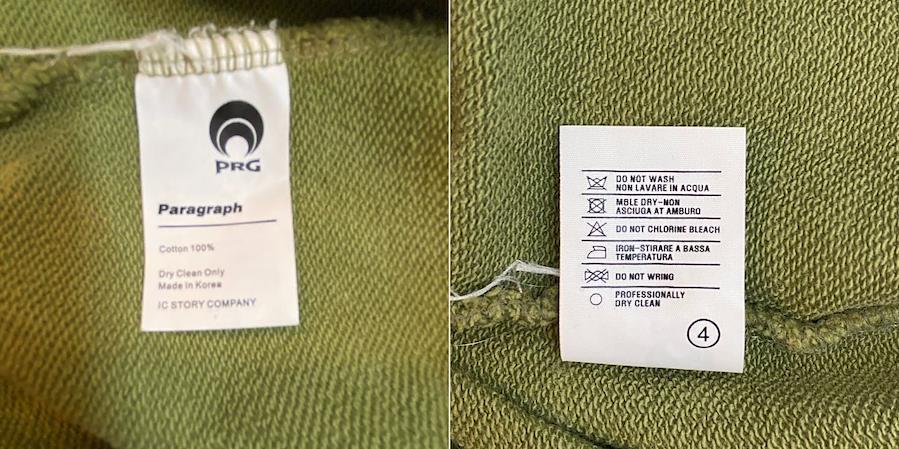 PRG
Paragraph
Cotton 100%
Dry Clean Only
Made in Korea
IC STORY COMPANY
DO NOT WASH
NON LAVARE IN ACQUA
MBLE DRY-NON
ASCIUGA AT AMBURO
DO NOT CHLORINE BLEACH
IRON-STIRARE A BASSA
TEMPERATURA
DO NOT WRING
PROFESSIONALLY
DRY CLEAN
4